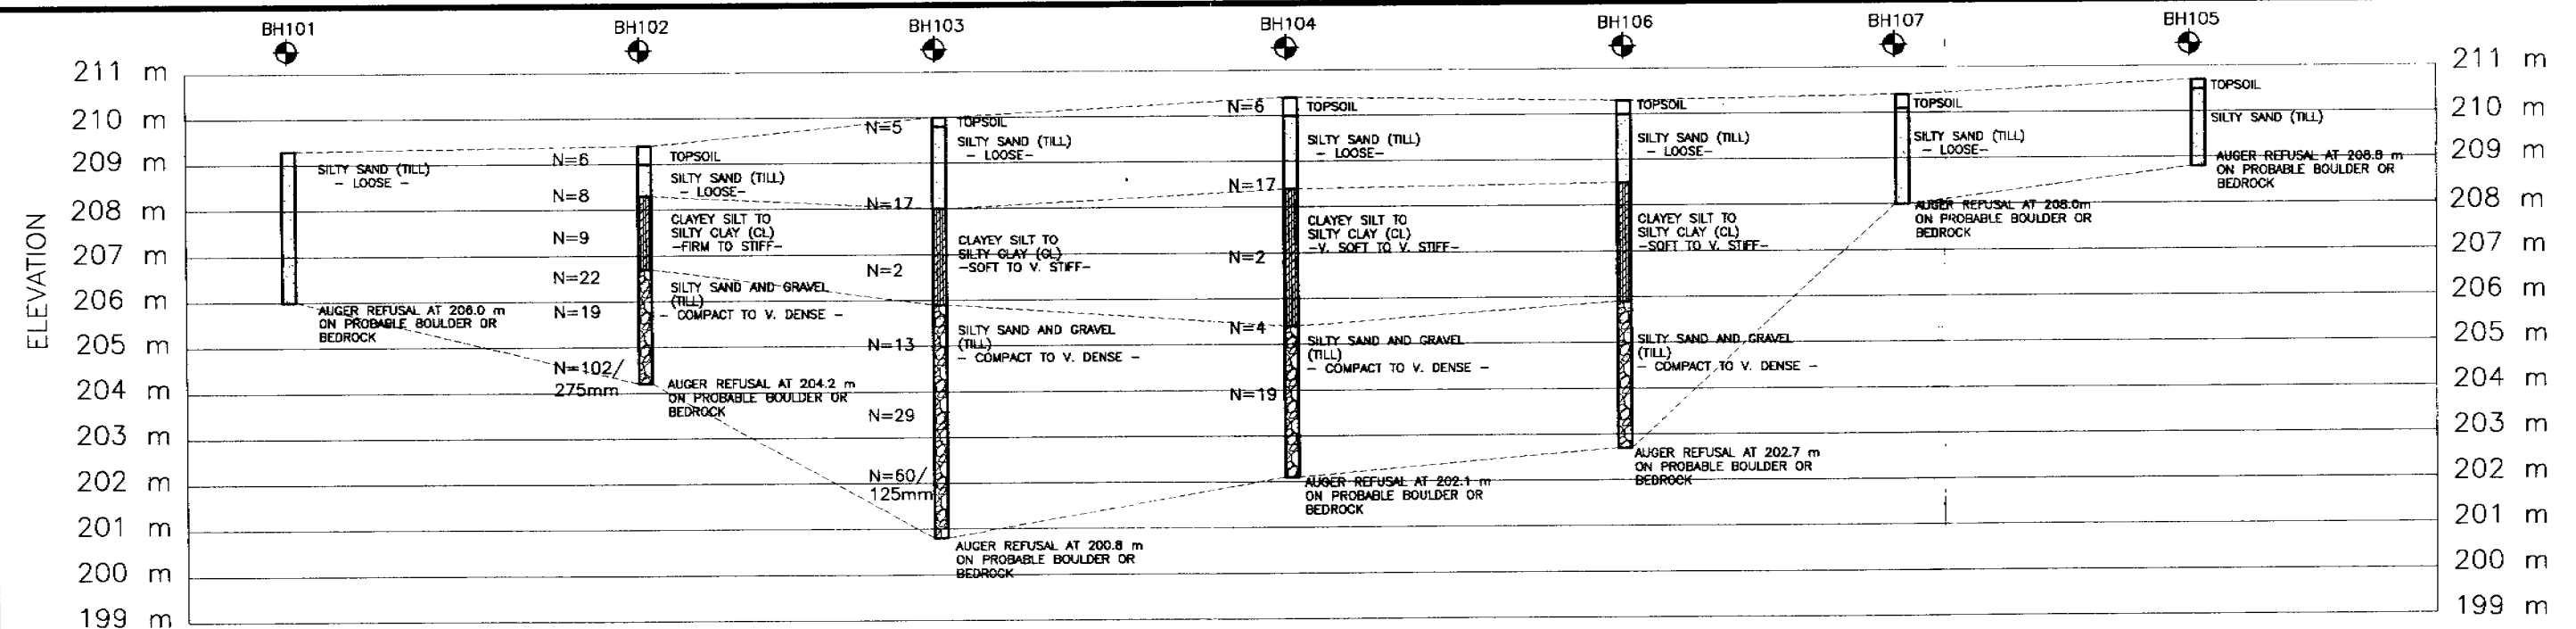 BH101
BH102
BH103
BH104
BH106
BH107
BH105
ELEVATION
211 m
210 m
209 m
208 m
207 m
206 m
205 m
204 m
203 m
202 m
201 m
200 m
199 m
SILTY SAND (TILL)
- LOOSE -
AUGER REFUSAL AT 206.0 m
ON PROBABLE BOULDER OR
BEDROCK
N=6
N=8
N=9
N=22
N=19
N=102/
275mm
TOPSOIL
SILTY SAND (TILL)
- LOOSE-
CLAYEY SILT TO
SILTY CLAY (CL)
-FIRM TO STIFF-
SILTY SAND AND GRAVEL
(TILL)
- COMPACT TO V. DENSE -
AUGER REFUSAL AT 204.2 m
ON PROBABLE BOULDER OR
BEDROCK
N=5
N=17
N=2
N=13
N=29
N=60/
125mm
TOPSOIL
SILTY SAND (TILL)
- LOOSE-
CLAYEY SILT TO
SILTY CLAY (CL)
-SOFT TO V. STIFF-
SILTY SAND AND GRAVEL
(TILL)
- COMPACT TO V. DENSE -
AUGER REFUSAL AT 200.8 m
ON PROBABLE BOULDER OR
BEDROCK
N=6
N=17
N=2
N=4
N=19
TOPSOIL
SILTY SAND (TILL)
- LOOSE-
CLAYEY SILT TO
SILTY CLAY (CL)
-V. SOFT TO V. STIFF-
SILTY SAND AND GRAVEL
(TILL)
- COMPACT TO V. DENSE -
AUGER REFUSAL AT 202.1 m
ON PROBABLE BOULDER OR
BEDROCK
TOPSOIL
SILTY SAND (TILL)
- LOOSE-
CLAYEY SILT TO
SILTY CLAY (CL)
-SOFT TO V. STIFF-
SILTY SAND AND GRAVEL
(TILL)
- COMPACT TO V. DENSE -
AUGER REFUSAL AT 202.7 m
ON PROBABLE BOULDER OR
BEDROCK
TOPSOIL
SILTY SAND (TILL)
- LOOSE-
AUGER REFUSAL AT 208.0m
ON PROBABLE BOULDER OR
BEDROCK
TOPSOIL
SILTY SAND (TILL)
AUGER REFUSAL AT 208.8 m
ON PROBABLE BOULDER OR
BEDROCK
211 m
210 m
209 m
208 m
207 m
206 m
205 m
204 m
203 m
202 m
201 m
200 m
199 m